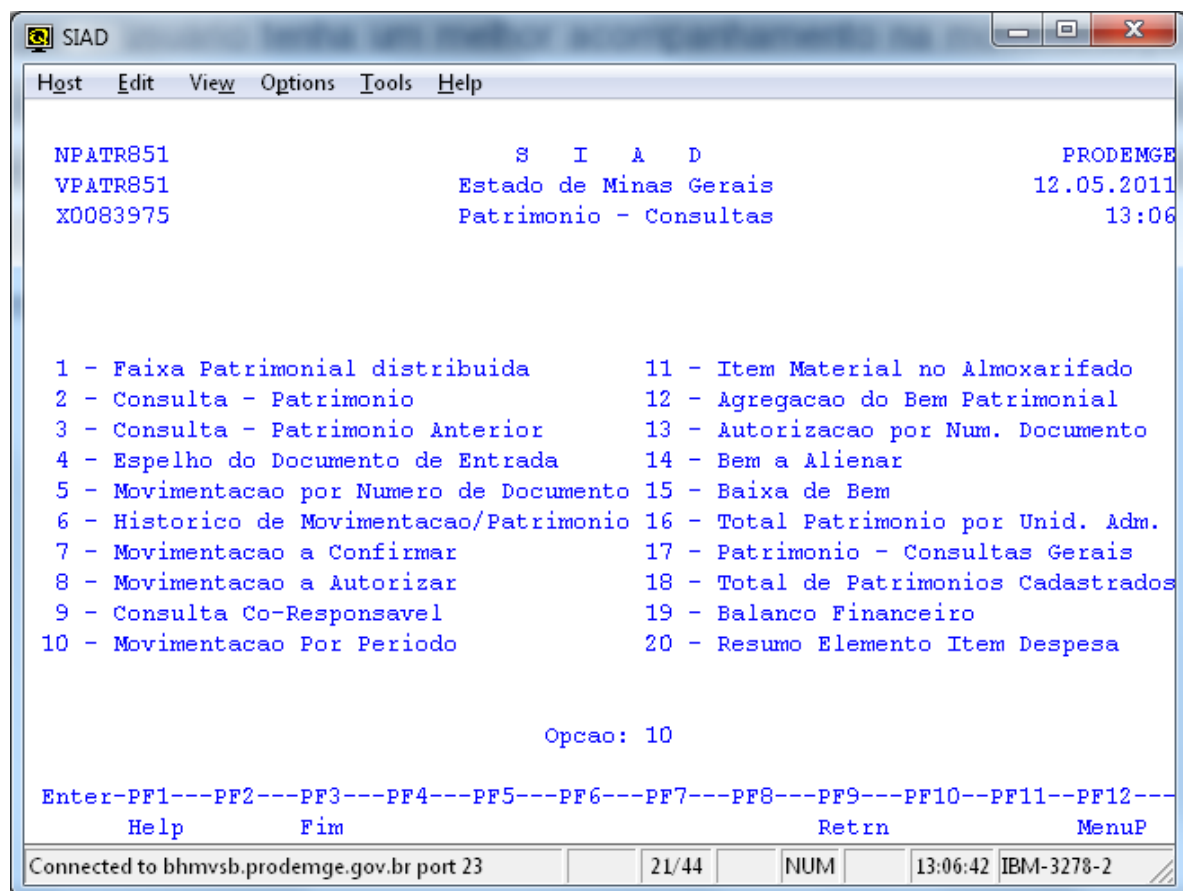 SIAD
Host Edit View Options Tools Help
NPATR851 S I A D PRODEMGE
VPATR851 Estado de Minas Gerais 12.05.2011
X0083975 Patrimonio - Consultas 13:06
1 - Faixa Patrimonial distribuida 11 - Item Material no Almoxarifado
2 - Consulta - Patrimonio 12 - Agregacao do Bem Patrimonial
3 - Consulta - Patrimonio Anterior 13 - Autorizacao por Num. Documento
4 - Espelho do Documento de Entrada 14 - Bem a Alienar
5 - Movimentacao por Numero de Documento 15 - Baixa de Bem
6 - Historico de Movimentacao/Patrimonio 16 - Total Patrimonio por Unid. Adm.
7 - Movimentacao a Confirmar 17 - Patrimonio - Consultas Gerais
8 - Movimentacao a Autorizar 18 - Total de Patrimonios Cadastrados
9 - Consulta Co-Responsavel 19 - Balanco Financeiro
10 - Movimentacao Por Periodo 20 - Resumo Elemento Item Despesa
Opcao: 10
Enter-PF1---PF2---PF3---PF4---PF5---PF6---PF7---PF8---PF9---PF10--PF11--PF12---
Help Fim Retrn MenuP
Connected to bhmvsb.prodemge.gov.br port 23 21/44 NUM 13:06:42 IBM-3278-2